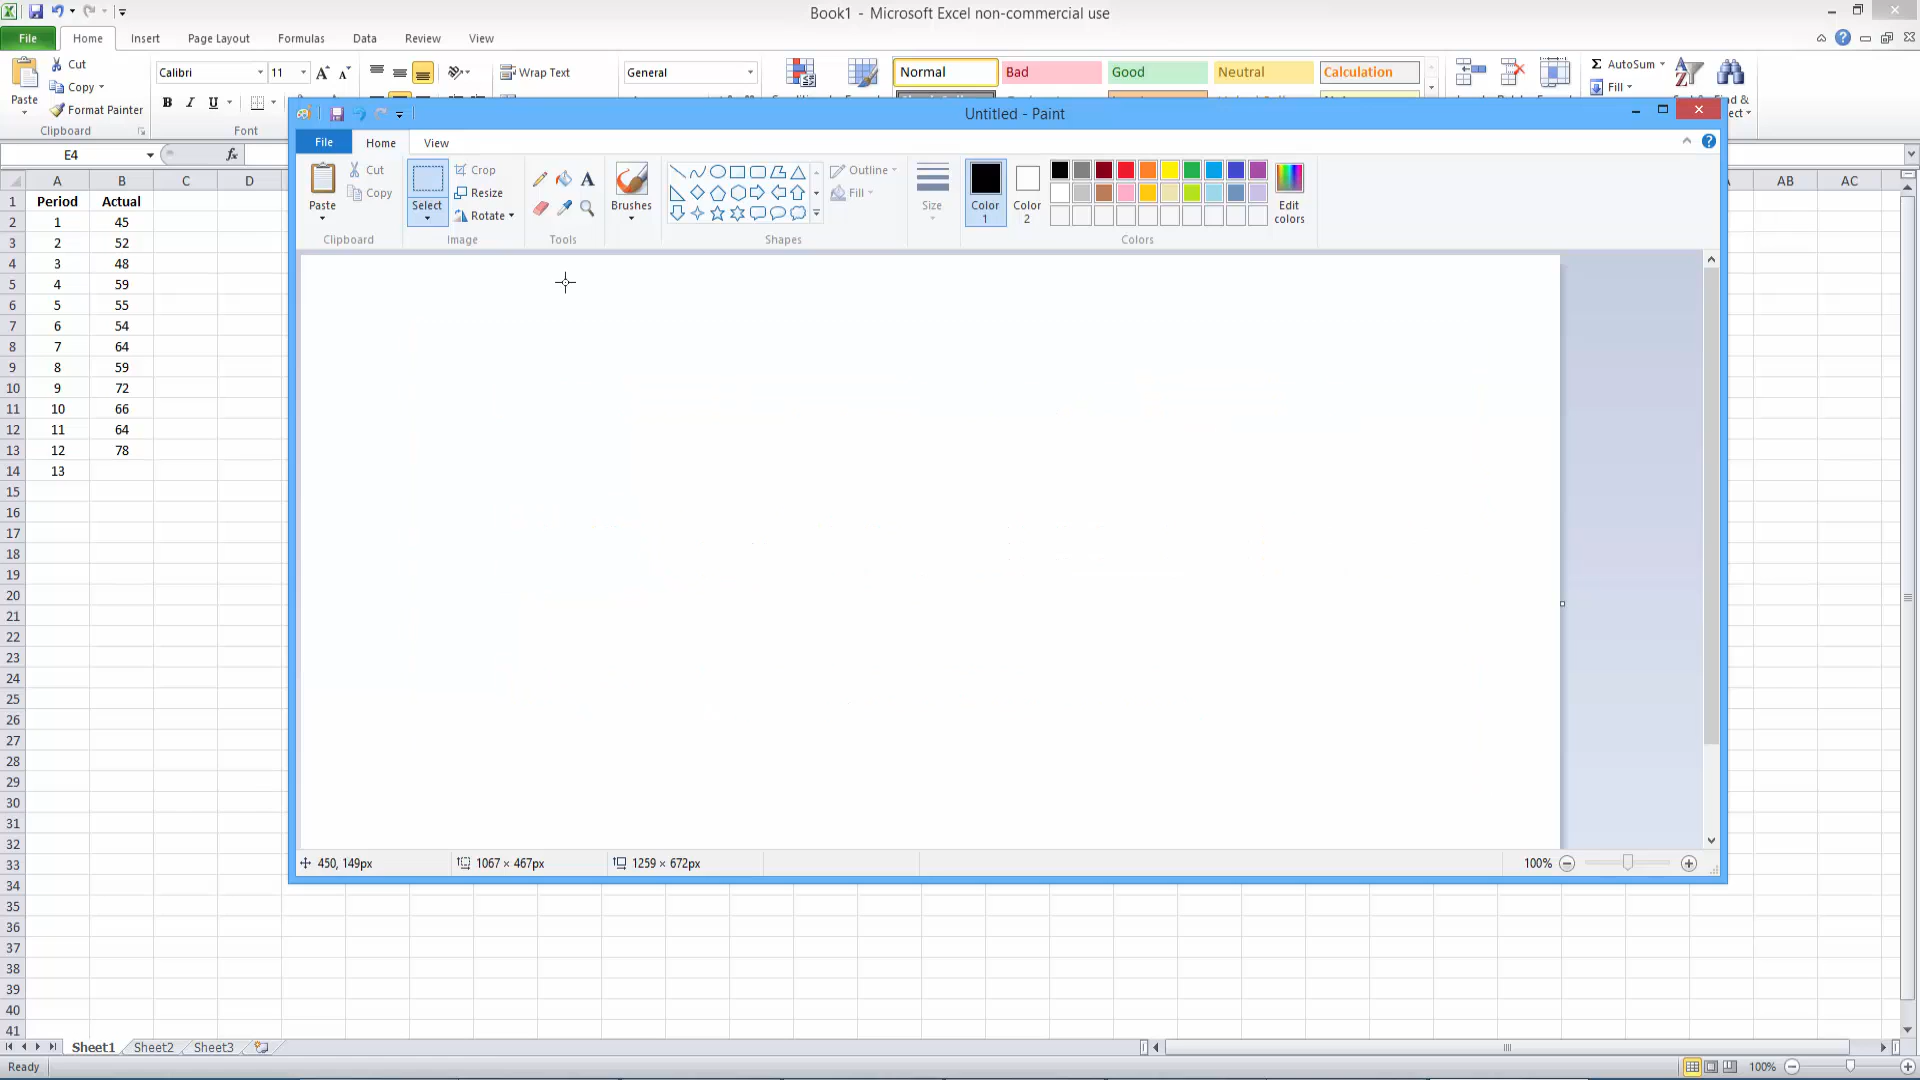 Book1 - Microsoft Excel non-commercial use
File Home Insert Page Layout Formulas Data Review View
Paste
Cut
Copy
Format Painter
Clipboard
Calibri 11
B I U
Font
Wrap Text
General
Normal Bad Good Neutral Calculation
Σ AutoSum
Fill
E4
fx
Untitled - Paint
File Home View
Paste
Cut
Copy
Clipboard
Select
Crop
Resize
Rotate
Image
A
Tools
Brushes
Outline
Fill
Shapes
Size
Color 1
Color 2
Edit colors
Colors
A B C D AB AC
1 Period Actual
2 1 45
3 2 52
4 3 48
5 4 59
6 5 55
7 6 54
8 7 64
9 8 59
10 9 72
11 10 66
12 11 64
13 12 78
14 13
15
16
17
18
19
20
21
22
23
24
25
26
27
28
29
30
31
32
33
34
35
36
37
38
39
40
41
450, 149px 1067 × 467px 1259 × 672px 100%
Sheet1 Sheet2 Sheet3
Ready 100%